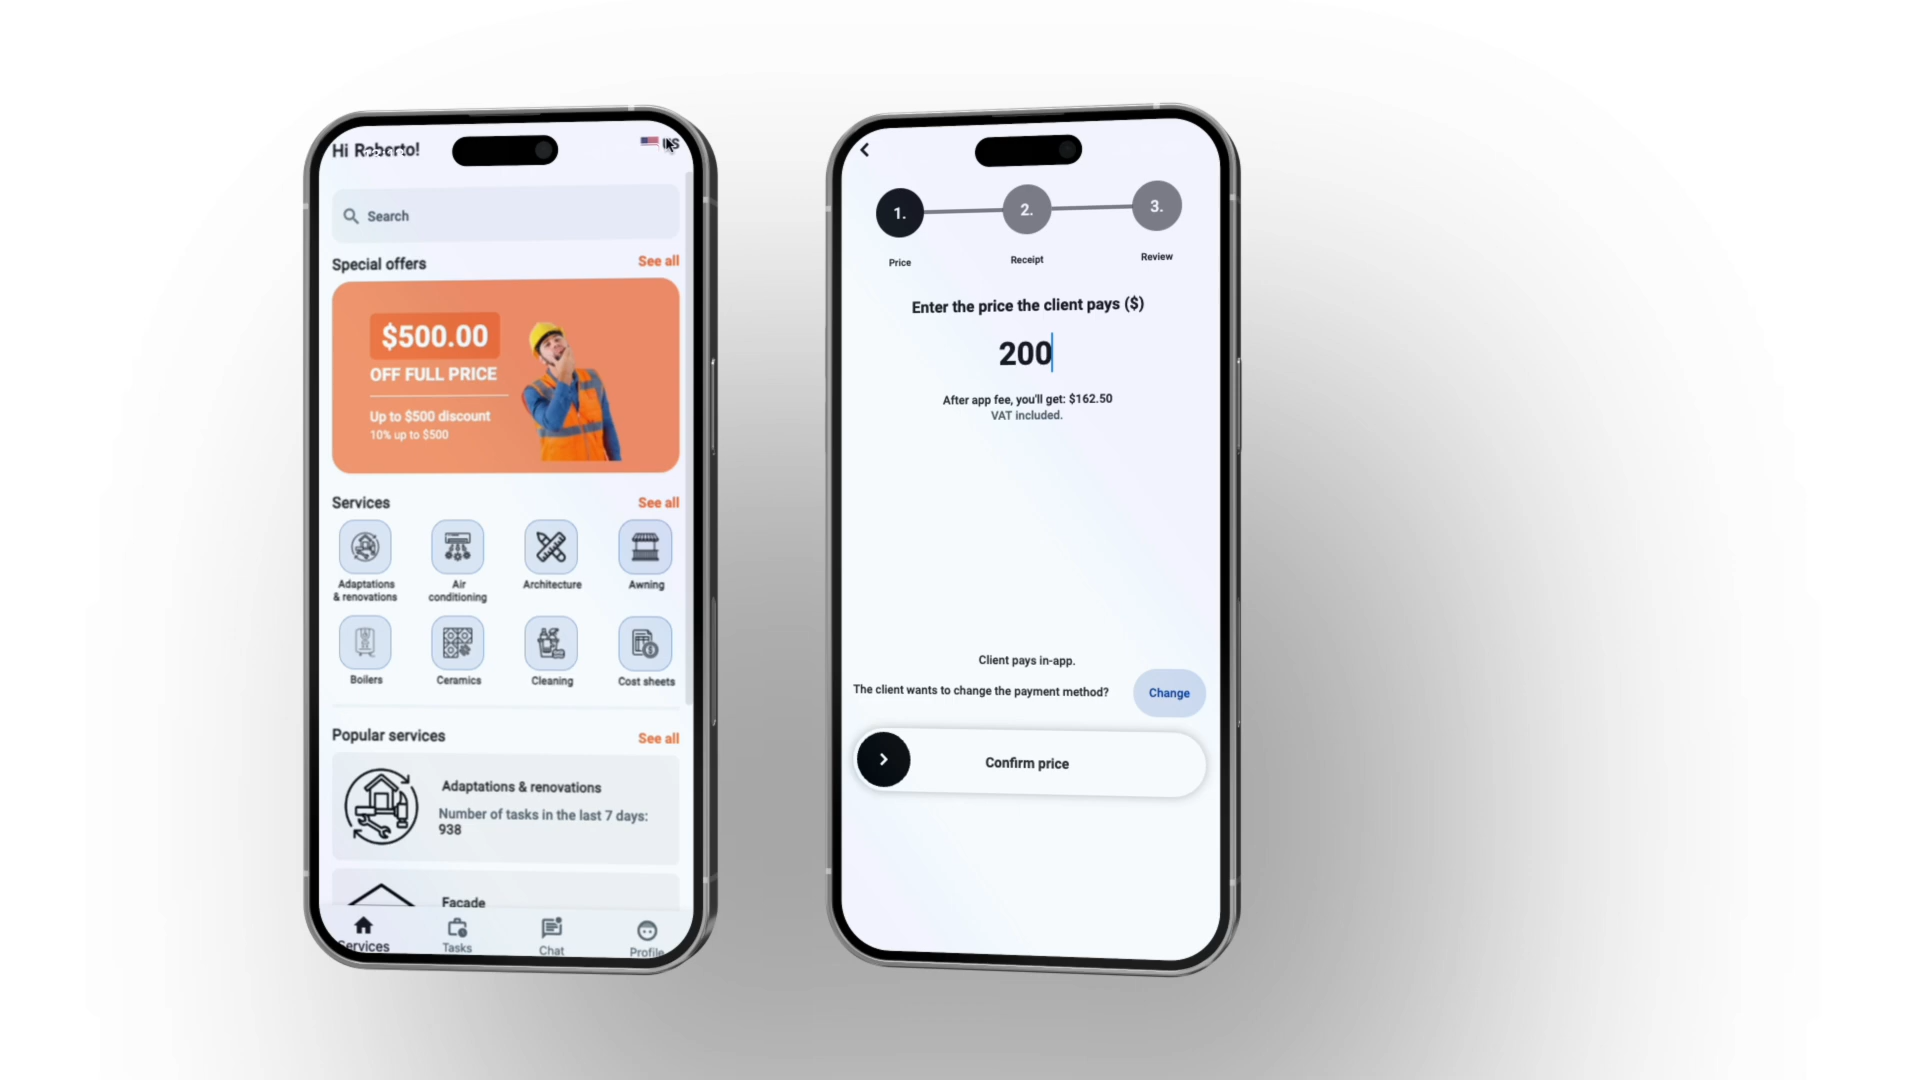 Hi Roberto!
US
Search
Special offers
See all
$500.00
OFF FULL PRICE
Up to $500 discount
10% up to $500
Services
See all
Adaptations
& renovations
Air
conditioning
Architecture
Awning
Boilers
Ceramics
Cleaning
Cost sheets
Popular services
See all
Adaptations & renovations
Number of tasks in the last 7 days:
938
Facade
Services
Tasks
Chat
Profile
1.
2.
3.
Price
Receipt
Review
Enter the price the client pays ($)
200
After app fee, you'll get: $162.50
VAT included.
Client pays in-app.
The client wants to change the payment method?
Change
Confirm price